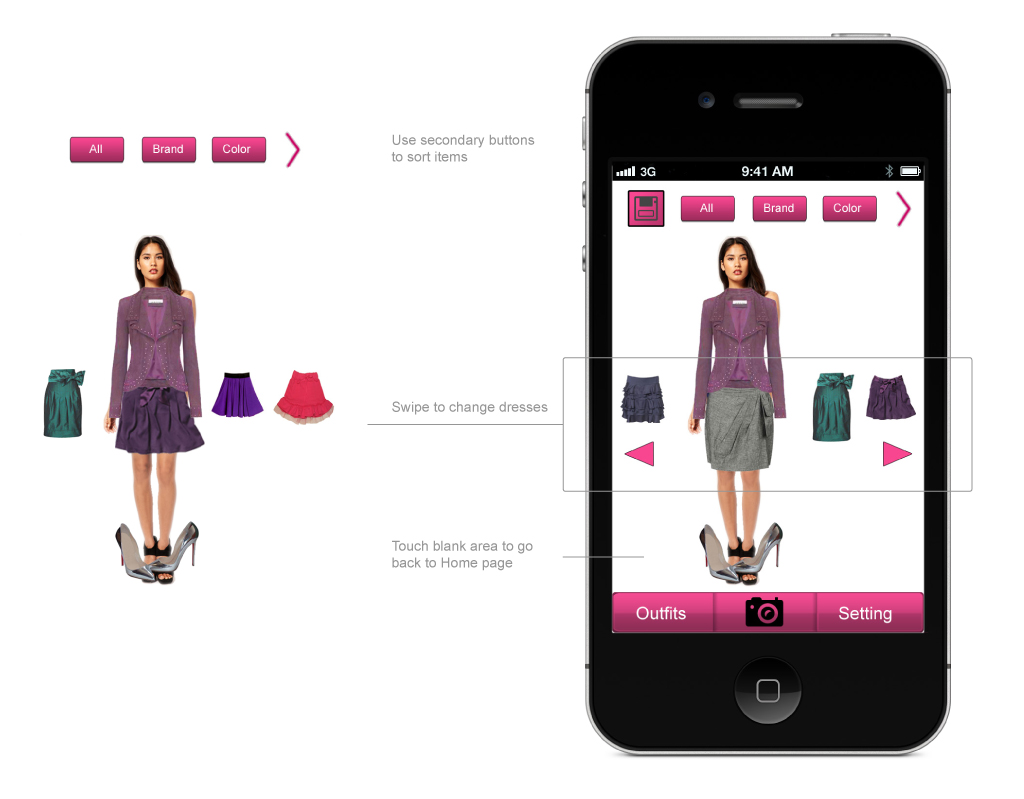 All
Brand
Color
Use secondary buttons
to sort items
Swipe to change dresses
Touch blank area to go
back to Home page
3G
9:41 AM
All
Brand
Color
Outfits
Setting